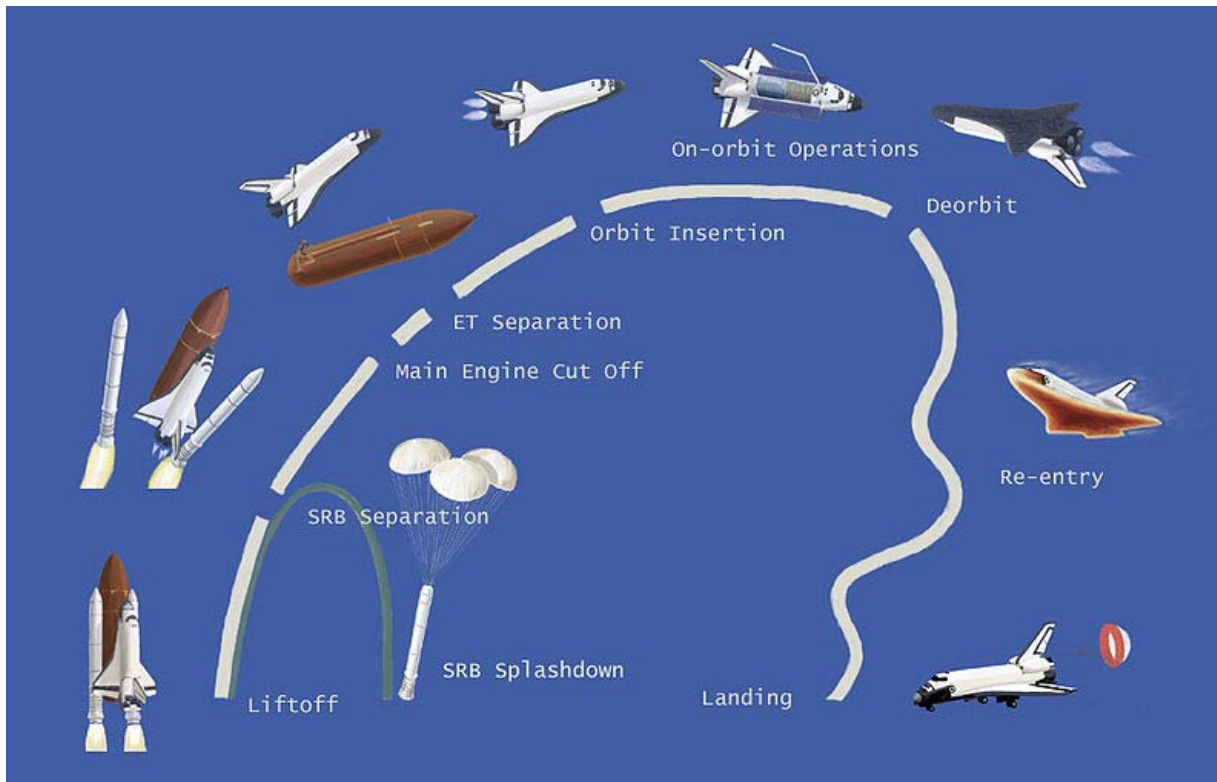 On-orbit Operations
Deorbit
Orbit Insertion
ET Separation
Main Engine Cut Off
Re-entry
SRB Separation
SRB Splashdown
Liftoff
Landing